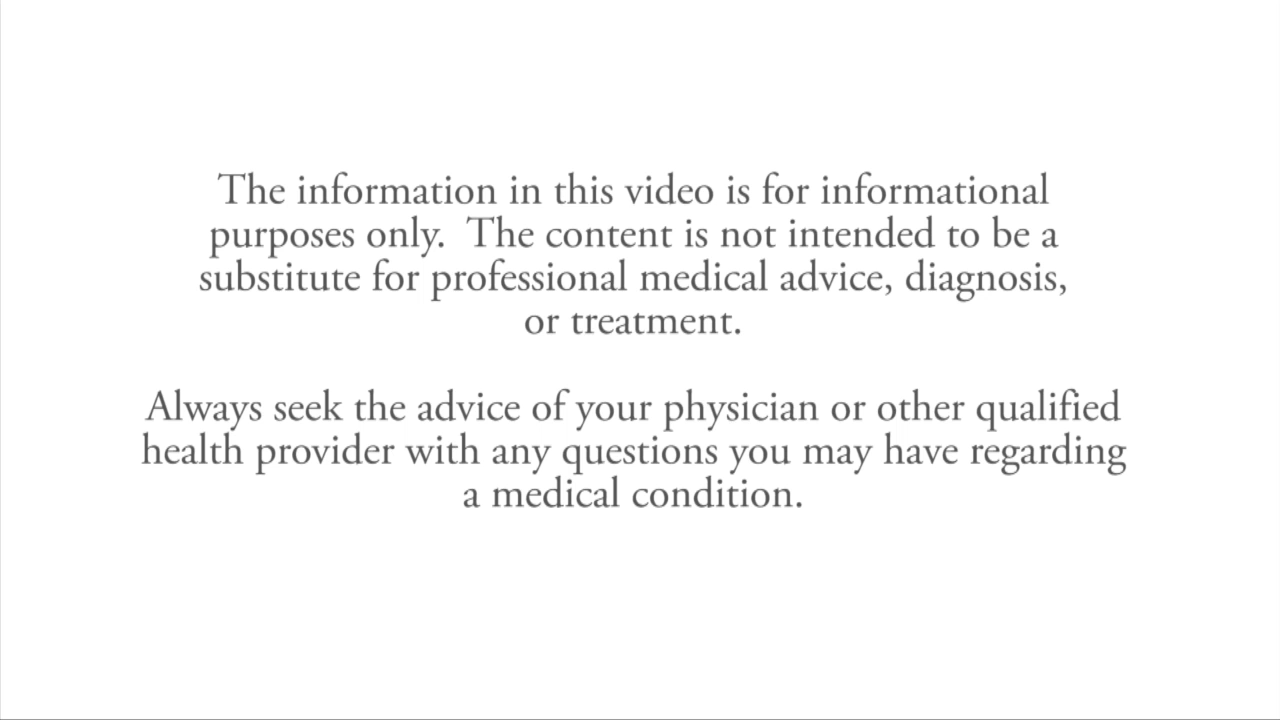 The information in this video is for informational
purposes only.  The content is not intended to be a
substitute for professional medical advice, diagnosis,
or treatment.
Always seek the advice of your physician or other qualified
health provider with any questions you may have regarding
a medical condition.